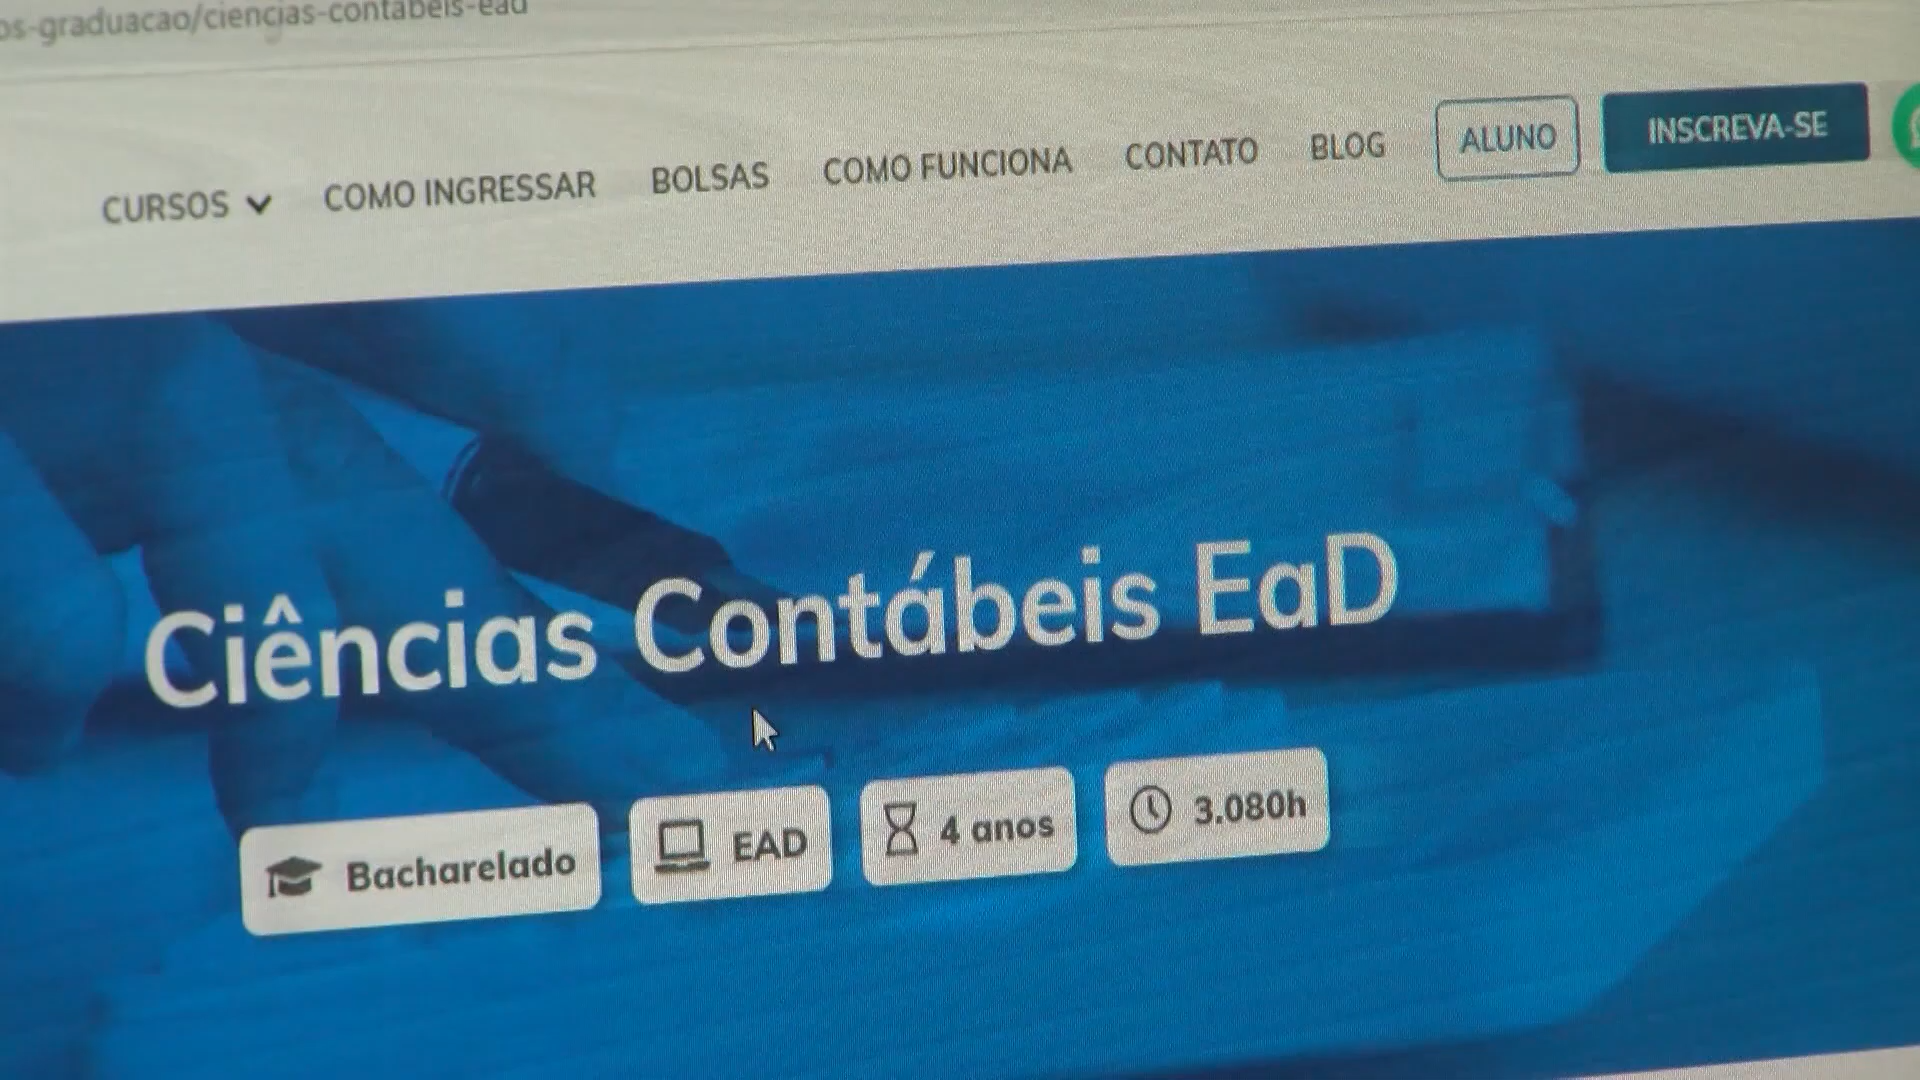 os-graduacao/ciencias-contabeis-ead
CURSOS COMO INGRESSAR BOLSAS COMO FUNCIONA CONTATO BLOG ALUNO INSCREVA-SE
Ciências Contábeis EaD
Bacharelado EAD 4 anos 3.080h